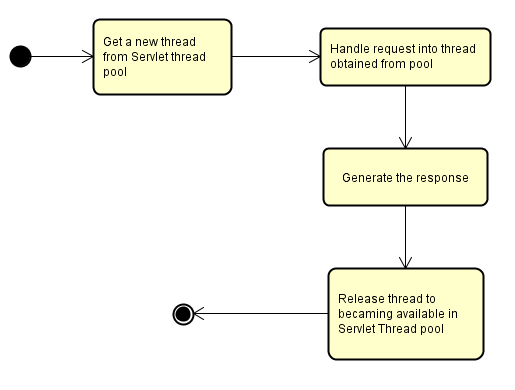 Get a new thread
from Servlet thread
pool
Handle request into thread
obtained from pool
Generate the response
Release thread to
becaming available in
Servlet Thread pool